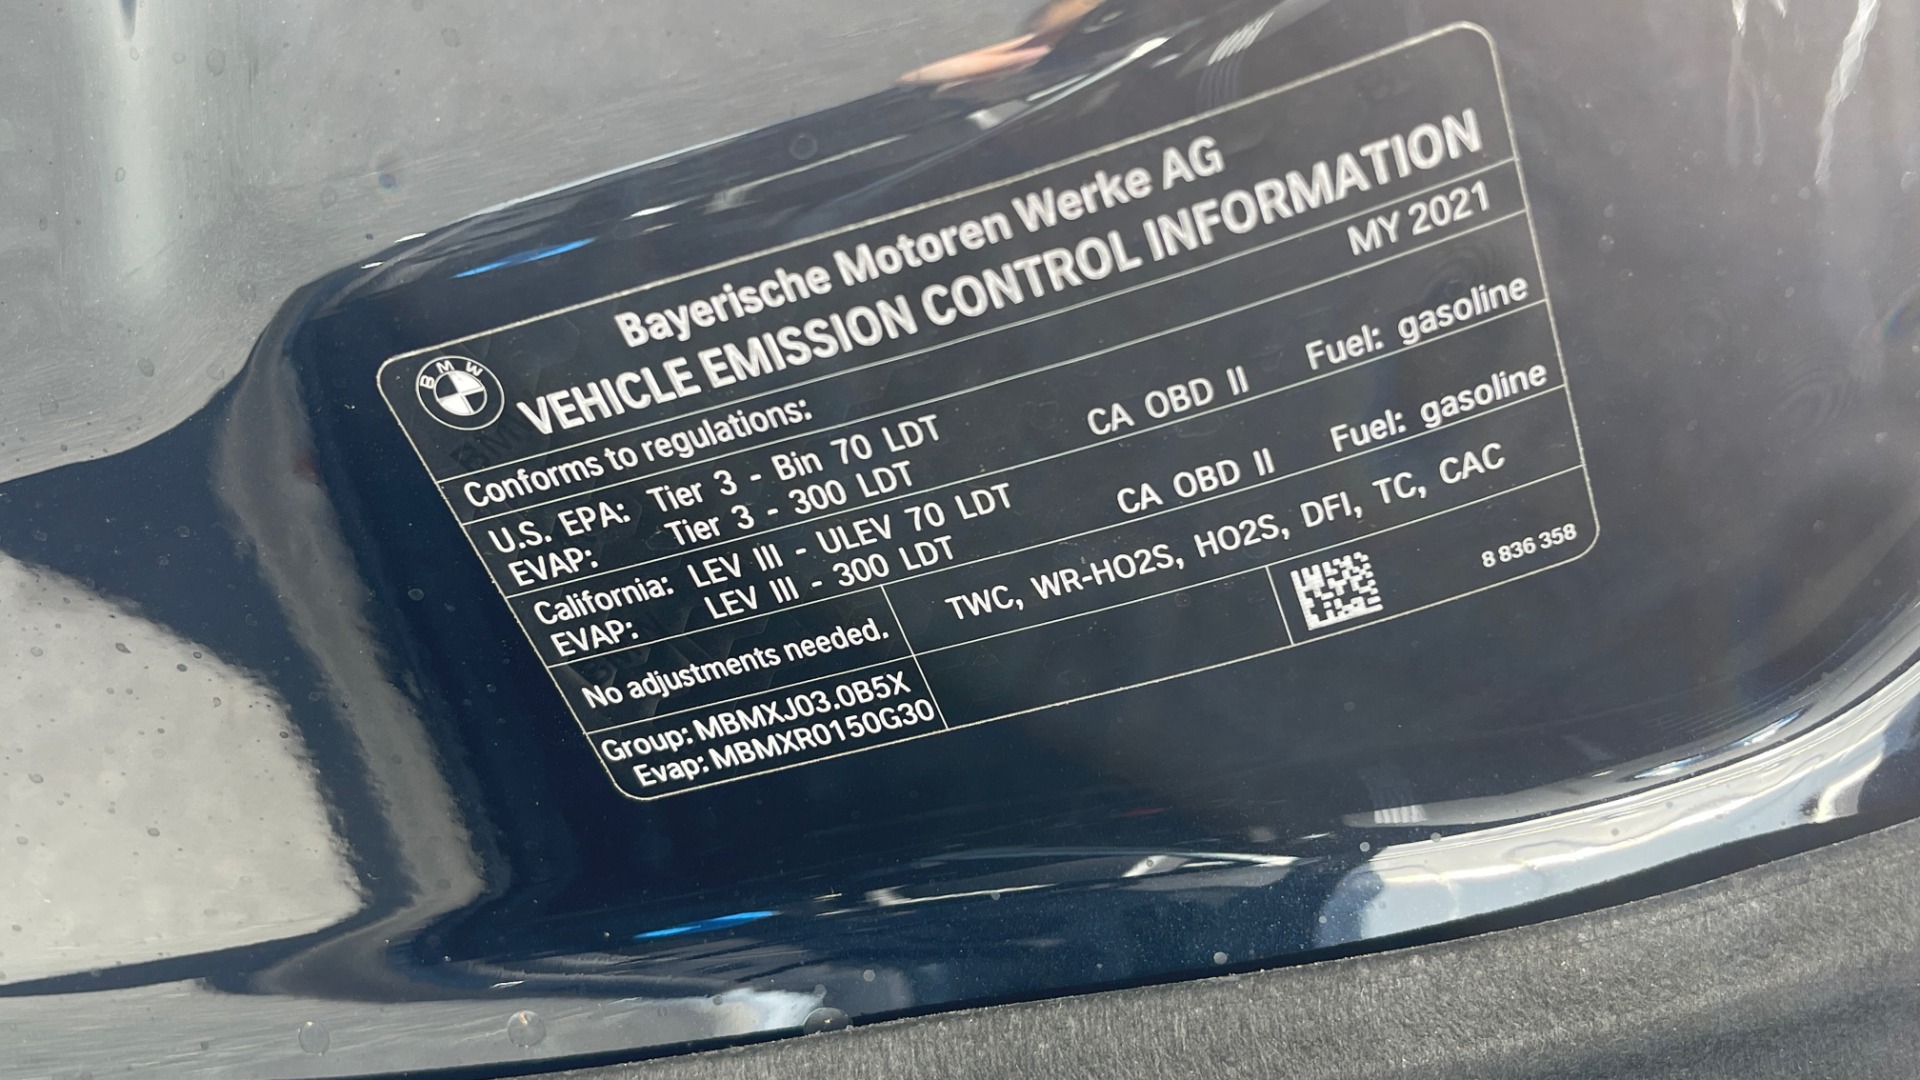 Bayerische Motoren Werke AG
BMW
VEHICLE EMISSION CONTROL INFORMATION
Conforms to regulations: MY 2021
U.S. EPA: Tier 3 - Bin 70 LDT CA OBD II Fuel: gasoline
EVAP: Tier 3 - 300 LDT
California: LEV III - ULEV 70 LDT CA OBD II Fuel: gasoline
EVAP: LEV III - 300 LDT
No adjustments needed. TWC, WR-HO2S, HO2S, DFI, TC, CAC
Group: MBMXJ03.0B5X
Evap: MBMXR0150G30
8 836 358